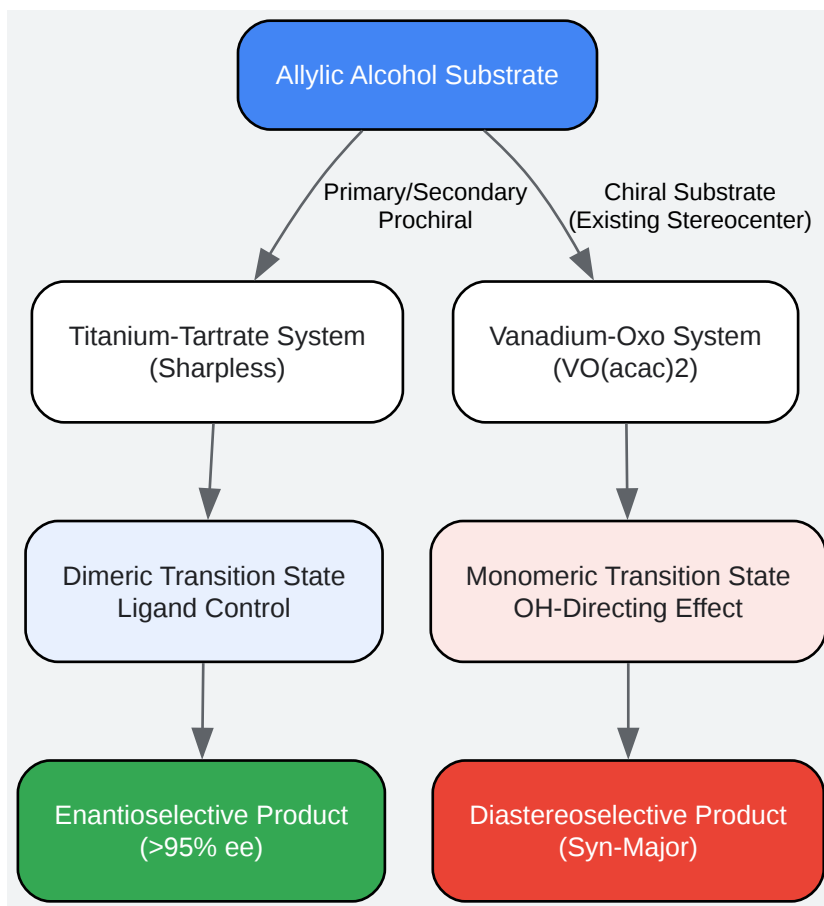 Allylic Alcohol Substrate
Primary/Secondary
Prochiral
Chiral Substrate
(Existing Stereocenter)
Titanium-Tartrate System
(Sharpless)
Vanadium-Oxo System
(VO(acac)2)
Dimeric Transition State
Ligand Control
Monomeric Transition State
OH-Directing Effect
Enantioselective Product
(>95% ee)
Diastereoselective Product
(Syn-Major)